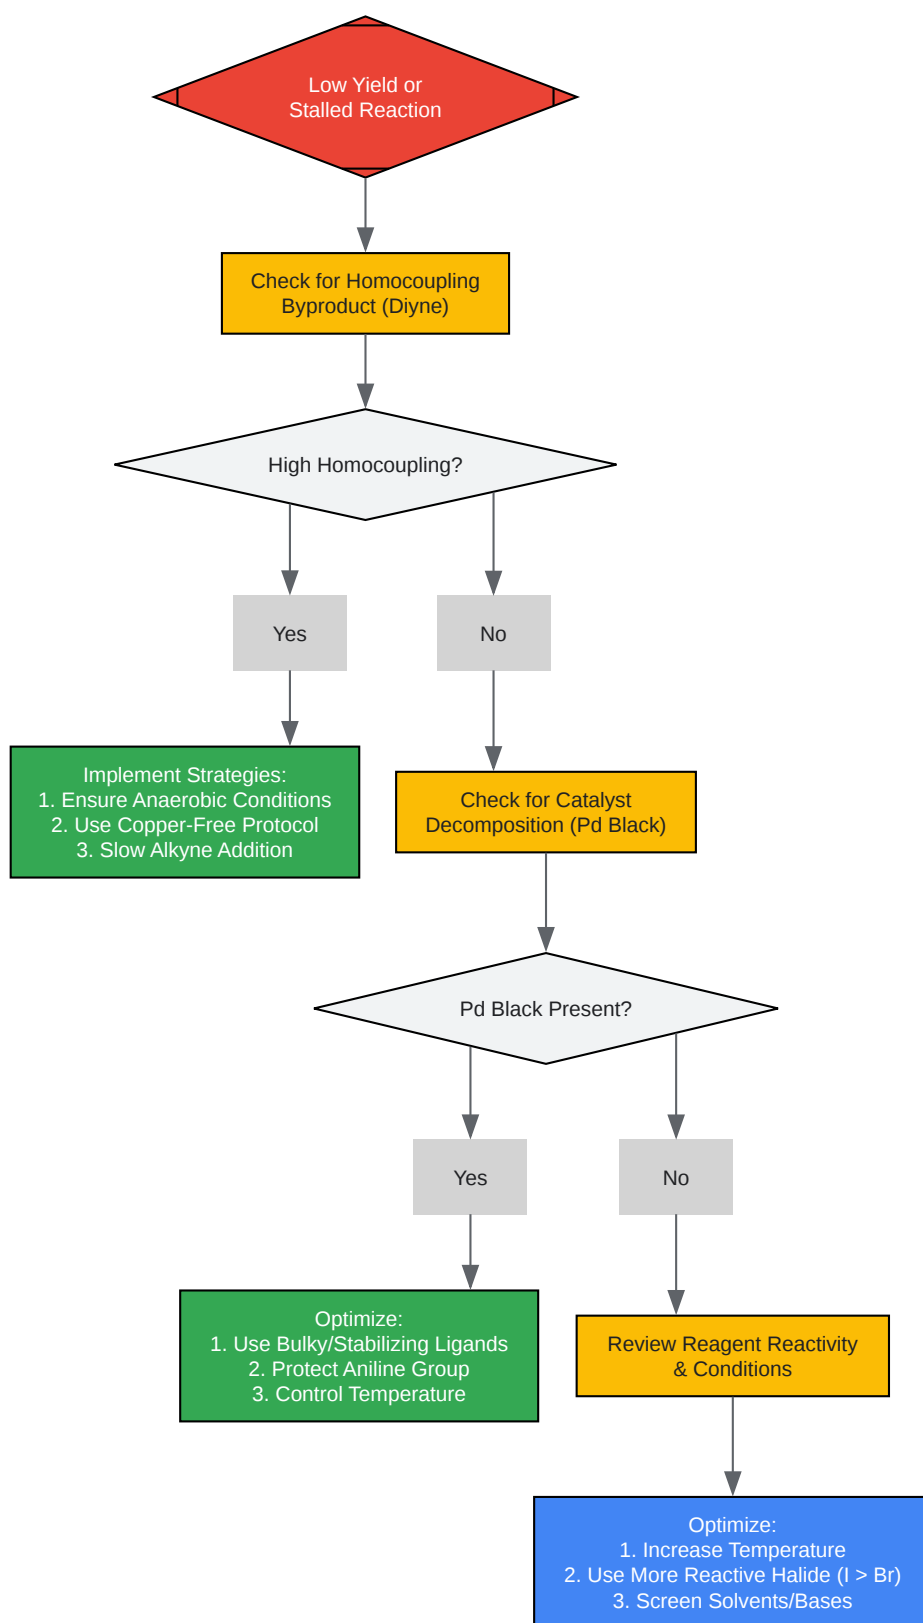 Low Yield or
Stalled Reaction
Check for Homocoupling
Byproduct (Diyne)
High Homocoupling?
Yes
No
Implement Strategies:
1. Ensure Anaerobic Conditions
2. Use Copper-Free Protocol
3. Slow Alkyne Addition
Check for Catalyst
Decomposition (Pd Black)
Pd Black Present?
Yes
No
Optimize:
1. Use Bulky/Stabilizing Ligands
2. Protect Aniline Group
3. Control Temperature
Review Reagent Reactivity
& Conditions
Optimize:
1. Increase Temperature
2. Use More Reactive Halide (I > Br)
3. Screen Solvents/Bases